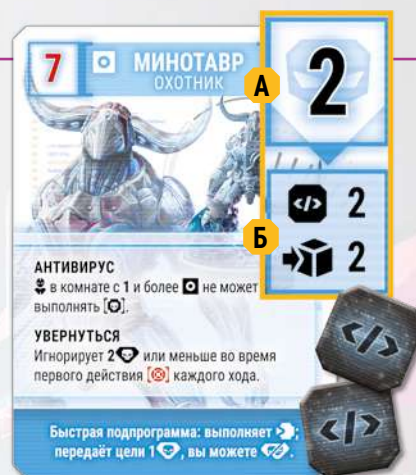 7 МИНОТАВР
ОХОТНИК
А 2
</> 2
Б 2
АНТИВИРУС
в комнате с 1 и более не может
выполнять [ ].
УВЕРНУТЬСЯ
Игнорирует 2 или меньше во время
первого действия [ ] каждого хода.
Быстрая подпрограмма: выполняет ;
передаёт цели 1 , вы можете .
</>
</>